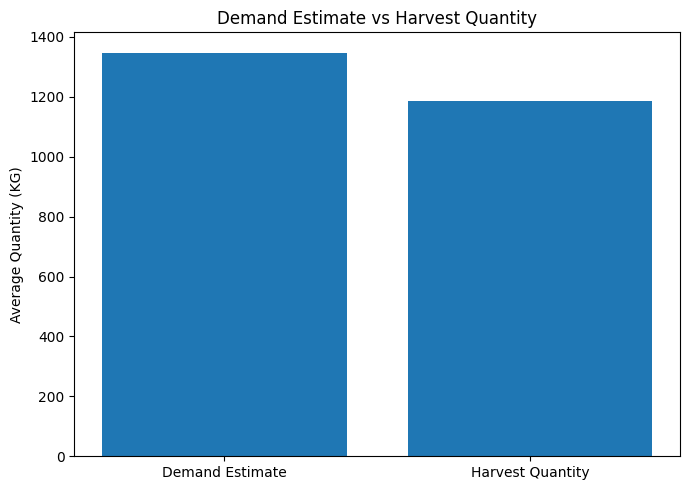 Demand Estimate vs Harvest Quantity
Average Quantity (KG)
1400
1200
1000
800
600
400
200
0
Demand Estimate
Harvest Quantity